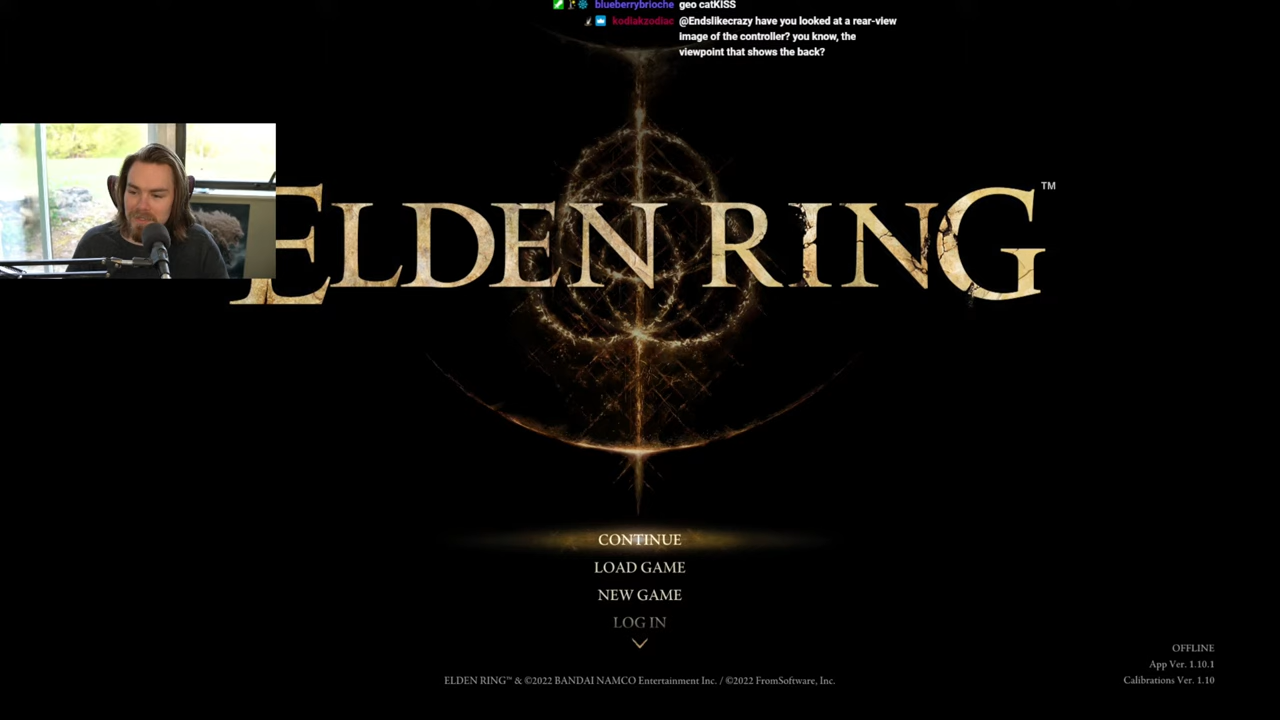 blueberrybrioche geo catKISS
kodiakzodiac @Endslikecrazy have you looked at a rear-view
image of the controller? you know, the
viewpoint that shows the back?
ELDEN RING™
CONTINUE
LOAD GAME
NEW GAME
LOG IN
OFFLINE
App Ver. 1.10.1
Calibrations Ver. 1.10
ELDEN RING™ & ©2022 BANDAI NAMCO Entertainment Inc. / ©2022 FromSoftware, Inc.